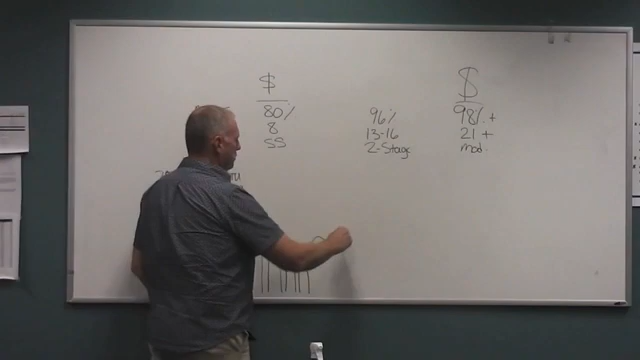 $
80%
8
SS
96%
13-16
2-Stage
$
98% +
21 +
mod.